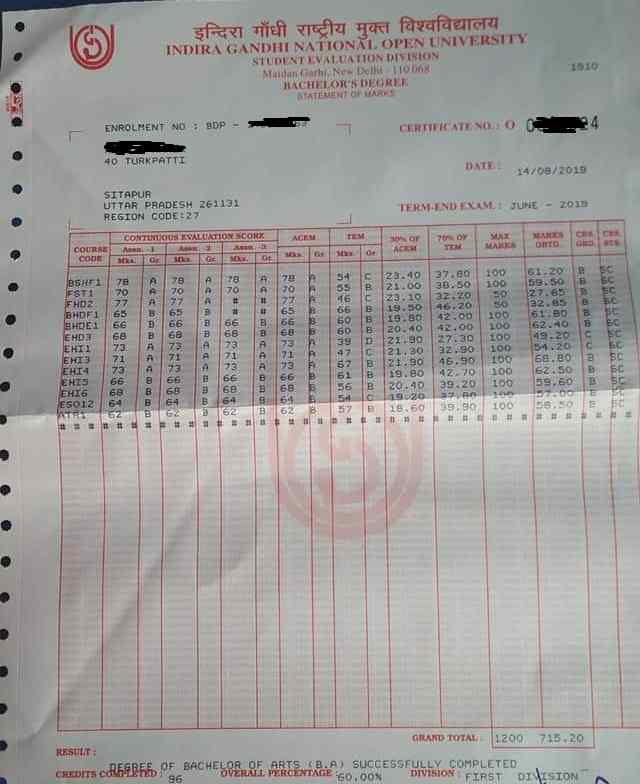 इन्दिरा गाँधी राष्ट्रीय मुक्त विश्वविद्यालय
INDIRA GANDHI NATIONAL OPEN UNIVERSITY
STUDENT EVALUATION DIVISION
Maidan Garhi, New Delhi - 110 068
1910
BACHELOR'S DEGREE
STATEMENT OF MARKS
ENROLMENT NO : BDP -
CERTIFICATE NO. : O 24
40 TURKPATTI
DATE : 14/08/2019
SITAPUR
UTTAR PRADESH 261131
REGION CODE:27
TERM-END EXAM. : JUNE - 2019
COURSE CODE CONTINUOUS EVALUATION SCORE ACEM TEM 30% OF ACEM 70% OF TEM MAX MARKS MARKS OBTG. CRS. GRD. CRS. STS.
Assn. -1 Assn. -2 Assn. -3
Mks. Gr. Mks. Gr. Mks. Gr. Mks. Gr. Mks. Gr.
BSHF1 78 A 78 A 78 A 78 A 54 C 23.40 37.80 100 61.20 B SC
FST1 70 A 70 A 70 A 70 A 55 B 21.00 38.50 100 59.50 B SC
FHD2 77 A 77 A # # 77 A 46 C 23.10 32.20 50 27.65 B SC
BHDF1 65 B 65 B # # 65 B 66 B 19.50 46.20 50 32.85 B SC
BHDE1 66 B 66 B 66 B 66 B 60 B 19.80 42.00 100 61.80 B SC
EHD3 68 B 68 B 68 B 68 B 60 B 20.40 42.00 100 62.40 B SC
EHI1 73 A 73 A 73 A 73 A 39 D 21.90 27.30 100 49.20 C SC
EHI3 71 A 71 A 71 A 71 A 47 C 21.30 32.90 100 54.20 C SC
EHI4 73 A 73 A 73 A 73 A 67 B 21.90 46.90 100 68.80 B SC
EHI5 66 B 66 B 66 B 66 B 61 B 19.80 42.70 100 62.50 B SC
EHI6 68 B 68 B 68 B 68 B 56 B 20.40 39.20 100 59.60 B SC
ESO12 64 B 64 B 64 B 64 B 54 C 19.20 37.80 100 57.00 B SC
ATR1 62 B 62 B 62 B 62 B 57 B 18.60 39.90 100 58.50 B SC
GRAND TOTAL : 1200 715.20
RESULT :
DEGREE OF BACHELOR OF ARTS (B.A) SUCCESSFULLY COMPLETED
CREDITS COMPLETED : 96 OVERALL PERCENTAGE : 60.00% DIVISION : FIRST DIVISION